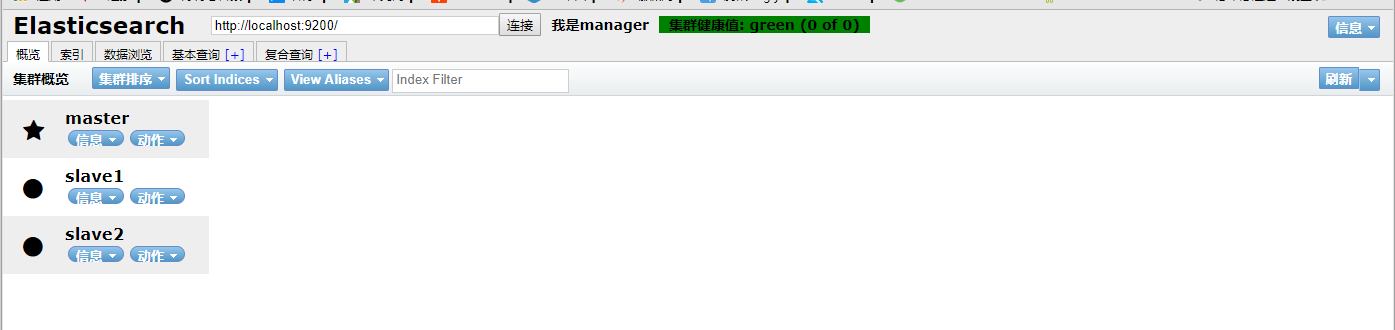 Elasticsearch http://localhost:9200/ 连接 我是manager 集群健康值: green (0 of 0) 信息
概览 索引 数据浏览 基本查询 [+] 复合查询 [+]
集群概览 集群排序 Sort Indices View Aliases Index Filter 刷新
master
信息 动作
slave1
信息 动作
slave2
信息 动作